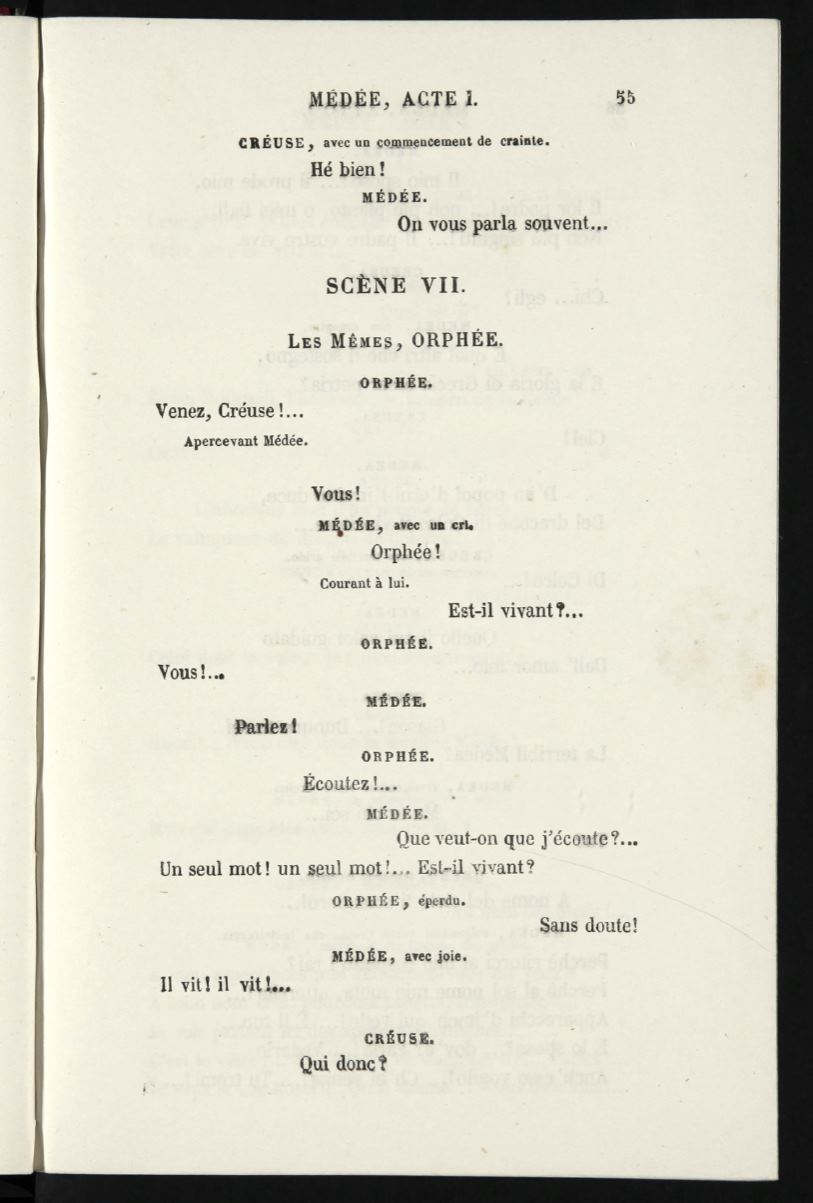 MÉDÉE, ACTE I. 55
CRÉUSE, avec un commencement de crainte.
Hé bien !
MÉDÉE.
On vous parla souvent...
SCÈNE VII.
LES MÊMES, ORPHÉE.
ORPHÉE.
Venez, Créuse !...
Apercevant Médée.
Vous !
MÉDÉE, avec un cri.
Orphée !
Courant à lui.
Est-il vivant ?...
ORPHÉE.
Vous !...
MÉDÉE.
Parlez !
ORPHÉE.
Écoutez !...
MÉDÉE.
Que veut-on que j'écoute ?...
Un seul mot ! un seul mot !... Est-il vivant ?
ORPHÉE, éperdu.
Sans doute !
MÉDÉE, avec joie.
Il vit ! il vit !...
CRÉUSE.
Qui donc ?